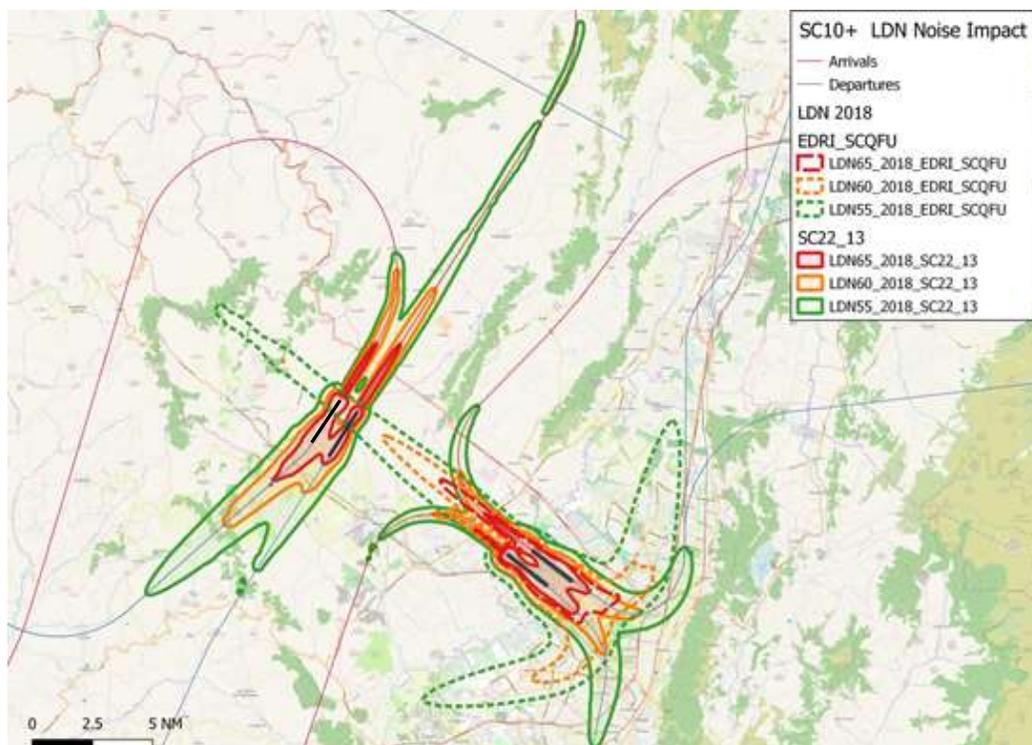 SC10+ LDN Noise Impact
Arrivals
Departures
LDN 2018
EDRI_SCQFU
LDN65_2018_EDRI_SCQFU
LDN60_2018_EDRI_SCQFU
LDN55_2018_EDRI_SCQFU
SC22_13
LDN65_2018_SC22_13
LDN60_2018_SC22_13
LDN55_2018_SC22_13
0 2.5 5 NM